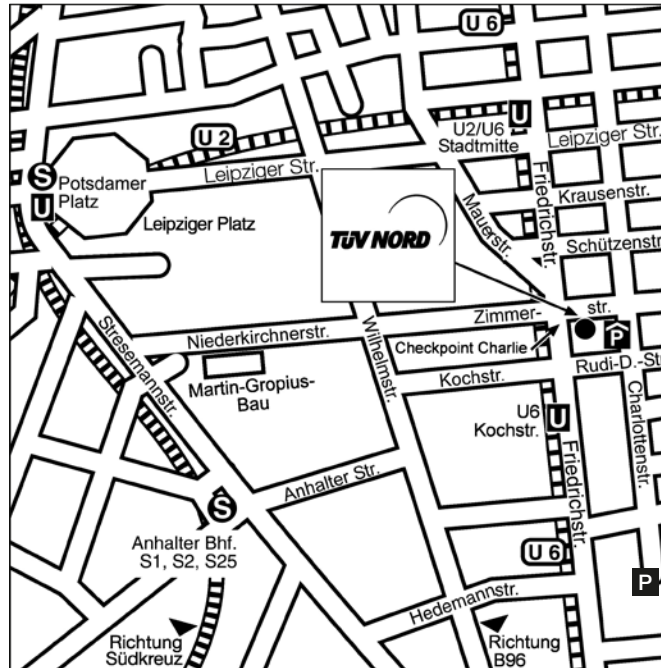 U 6
U 2
U
U2/U6
Stadtmitte
Leipziger Str.
Leipziger Str.
S
Potsdamer
Platz
U
Leipziger Platz
Krausenstr.
Friedrichstr.
Mauerstr.
Schützenstr
TÜV NORD
Zimmer-
str.
P
Niederkirchnerstr.
Wilhelmstr.
Checkpoint Charlie
Rudi-D.-St
Stresemannstr.
Martin-Gropius-
Bau
Kochstr.
Charlottenstr.
U6
Kochstr.
U
Friedrichstr.
Anhalter Str.
S
Anhalter Bhf.
S1, S2, S25
U 6
P
Hedemannstr.
Richtung
Südkreuz
Richtung
B96